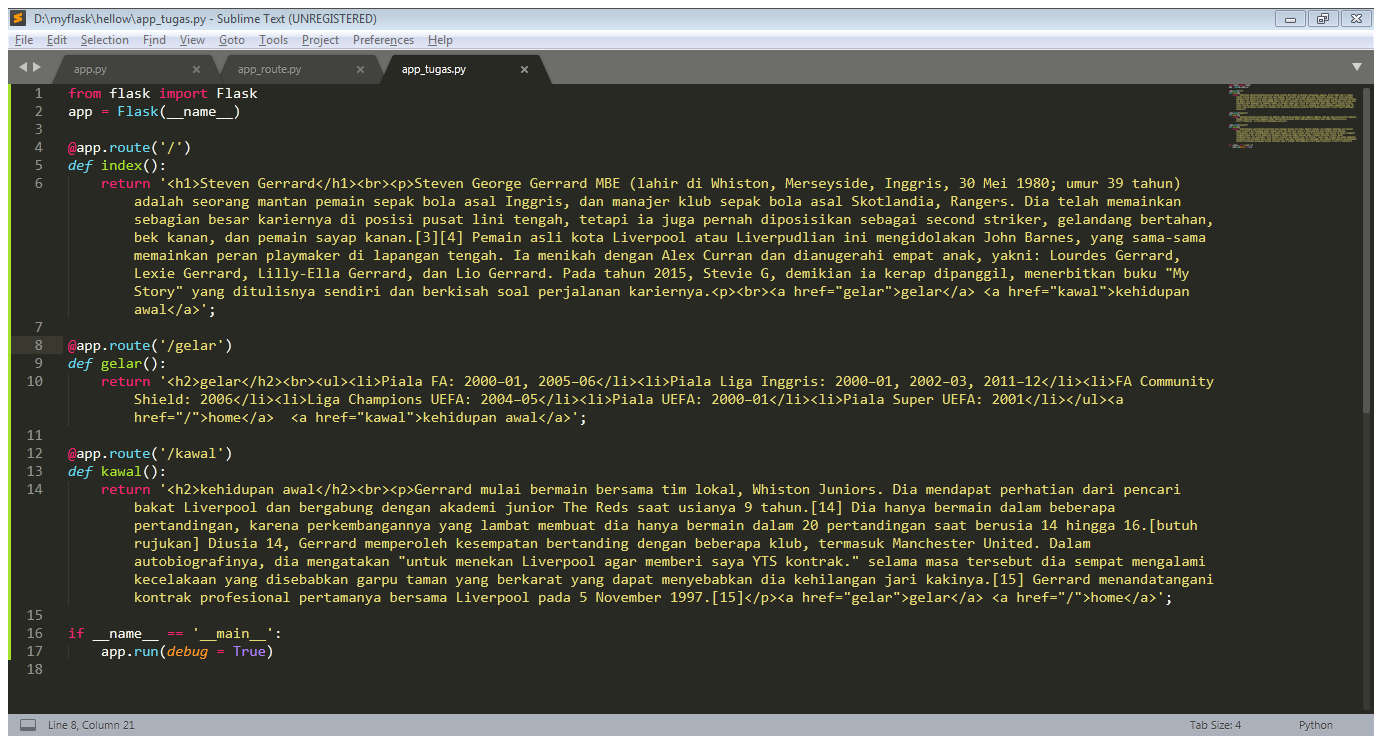 D:\myflask\hellow\app_tugas.py - Sublime Text (UNREGISTERED)
File Edit Selection Find View Goto Tools Project Preferences Help
app.py app_route.py app_tugas.py
1 from flask import Flask
2 app = Flask(__name__)
3
4 @app.route('/')
5 def index():
6 return '<h1>Steven Gerrard</h1><br><p>Steven George Gerrard MBE (lahir di Whiston, Merseyside, Inggris, 30 Mei 1980; umur 39 tahun)
adalah seorang mantan pemain sepak bola asal Inggris, dan manajer klub sepak bola asal Skotlandia, Rangers. Dia telah memainkan
sebagian besar kariernya di posisi pusat lini tengah, tetapi ia juga pernah diposisikan sebagai second striker, gelandang bertahan,
bek kanan, dan pemain sayap kanan.[3][4] Pemain asli kota Liverpool atau Liverpudlian ini mengidolakan John Barnes, yang sama-sama
memainkan peran playmaker di lapangan tengah. Ia menikah dengan Alex Curran dan dianugerahi empat anak, yakni: Lourdes Gerrard,
Lexie Gerrard, Lilly-Ella Gerrard, dan Lio Gerrard. Pada tahun 2015, Stevie G, demikian ia kerap dipanggil, menerbitkan buku "My
Story" yang ditulisnya sendiri dan berkisah soal perjalanan kariernya.<p><br><a href="gelar">gelar</a> <a href="kawal">kehidupan
awal</a>';
7
8 @app.route('/gelar')
9 def gelar():
10 return '<h2>gelar</h2><br><ul><li>Piala FA: 2000–01, 2005–06</li><li>Piala Liga Inggris: 2000–01, 2002–03, 2011–12</li><li>FA Community
Shield: 2006</li><li>Liga Champions UEFA: 2004–05</li><li>Piala UEFA: 2000–01</li><li>Piala Super UEFA: 2001</li></ul><a
href="/">home</a>  <a href="kawal">kehidupan awal</a>';
11
12 @app.route('/kawal')
13 def kawal():
14 return '<h2>kehidupan awal</h2><br><p>Gerrard mulai bermain bersama tim lokal, Whiston Juniors. Dia mendapat perhatian dari pencari
bakat Liverpool dan bergabung dengan akademi junior The Reds saat usianya 9 tahun.[14] Dia hanya bermain dalam beberapa
pertandingan, karena perkembangannya yang lambat membuat dia hanya bermain dalam 20 pertandingan saat berusia 14 hingga 16.[butuh
rujukan] Diusia 14, Gerrard memperoleh kesempatan bertanding dengan beberapa klub, termasuk Manchester United. Dalam
autobiografinya, dia mengatakan "untuk menekan Liverpool agar memberi saya YTS kontrak." selama masa tersebut dia sempat mengalami
kecelakaan yang disebabkan garpu taman yang berkarat yang dapat menyebabkan dia kehilangan jari kakinya.[15] Gerrard menandatangani
kontrak profesional pertamanya bersama Liverpool pada 5 November 1997.[15]</p><a href="gelar">gelar</a> <a href="/">home</a>';
15
16 if __name__ == '__main__':
17 app.run(debug = True)
18
Line 8, Column 21 Tab Size: 4 Python